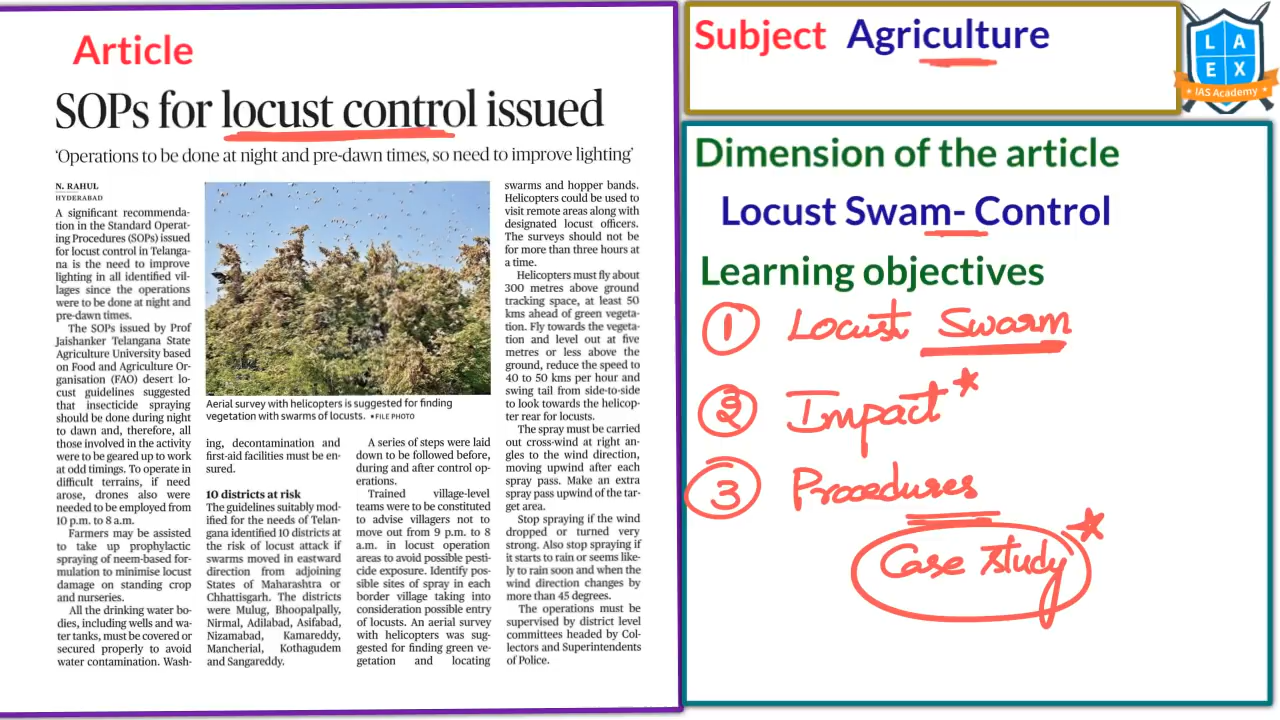 Article
SOPs for locust control issued
‘Operations to be done at night and pre-dawn times, so need to improve lighting’
N. RAHUL
HYDERABAD
A significant recommenda-
tion in the Standard Operat-
ing Procedures (SOPs) issued
for locust control in Telanga-
na is the need to improve
lighting in all identified vil-
lages since the operations
were to be done at night and
pre-dawn times.
The SOPs issued by Prof
Jaishanker Telangana State
Agriculture University based
on Food and Agriculture Or-
ganisation (FAO) desert lo-
cust guidelines suggested
that insecticide spraying
should be done during night
to dawn and, therefore, all
those involved in the activity
were to be geared up to work
at odd timings. To operate in
difficult terrains, if need
arose, drones also were
needed to be employed from
10 p.m. to 8 a.m.
Farmers may be assisted
to take up prophylactic
spraying of neem-based for-
mulation to minimise locust
damage on standing crop
and nurseries.
All the drinking water bo-
dies, including wells and wa-
ter tanks, must be covered or
secured properly to avoid
water contamination. Wash-
Aerial survey with helicopters is suggested for finding
vegetation with swarms of locusts. •FILE PHOTO
ing, decontamination and
first-aid facilities must be en-
sured.
10 districts at risk
The guidelines suitably mod-
ified for the needs of Telan-
gana identified 10 districts at
the risk of locust attack if
swarms moved in eastward
direction from adjoining
States of Maharashtra or
Chhattisgarh. The districts
were Mulug, Bhoopalpally,
Nirmal, Adilabad, Asifabad,
Nizamabad, Kamareddy,
Mancherial, Kothagudem
and Sangareddy.
A series of steps were laid
down to be followed before,
during and after control op-
erations.
Trained village-level
teams were to be constituted
to advise villagers not to
move out from 9 p.m. to 8
a.m. in locust operation
areas to avoid possible pesti-
cide exposure. Identify pos-
sible sites of spray in each
border village taking into
consideration possible entry
of locusts. An aerial survey
with helicopters was sug-
gested for finding green ve-
getation and locating
swarms and hopper bands.
Helicopters could be used to
visit remote areas along with
designated locust officers.
The surveys should not be
for more than three hours at
a time.
Helicopters must fly about
300 metres above ground
tracking space, at least 50
kms ahead of green vegeta-
tion. Fly towards the vegeta-
tion and level out at five
metres or less above the
ground, reduce the speed to
40 to 50 kms per hour and
swing tail from side-to-side
to look towards the helicop-
ter rear for locusts.
The spray must be carried
out cross-wind at right an-
gles to the wind direction,
moving upwind after each
spray pass. Make an extra
spray pass upwind of the tar-
get area.
Stop spraying if the wind
dropped or turned very
strong. Also stop spraying if
it starts to rain or seems like-
ly to rain soon and when the
wind direction changes by
more than 45 degrees.
The operations must be
supervised by district level
committees headed by Col-
lectors and Superintendents
of Police.
Subject Agriculture
L A
E X
IAS Academy
Dimension of the article
Locust Swam- Control
Learning objectives
1 Locust Swarm
2 Impact
3 Procedures
Case study